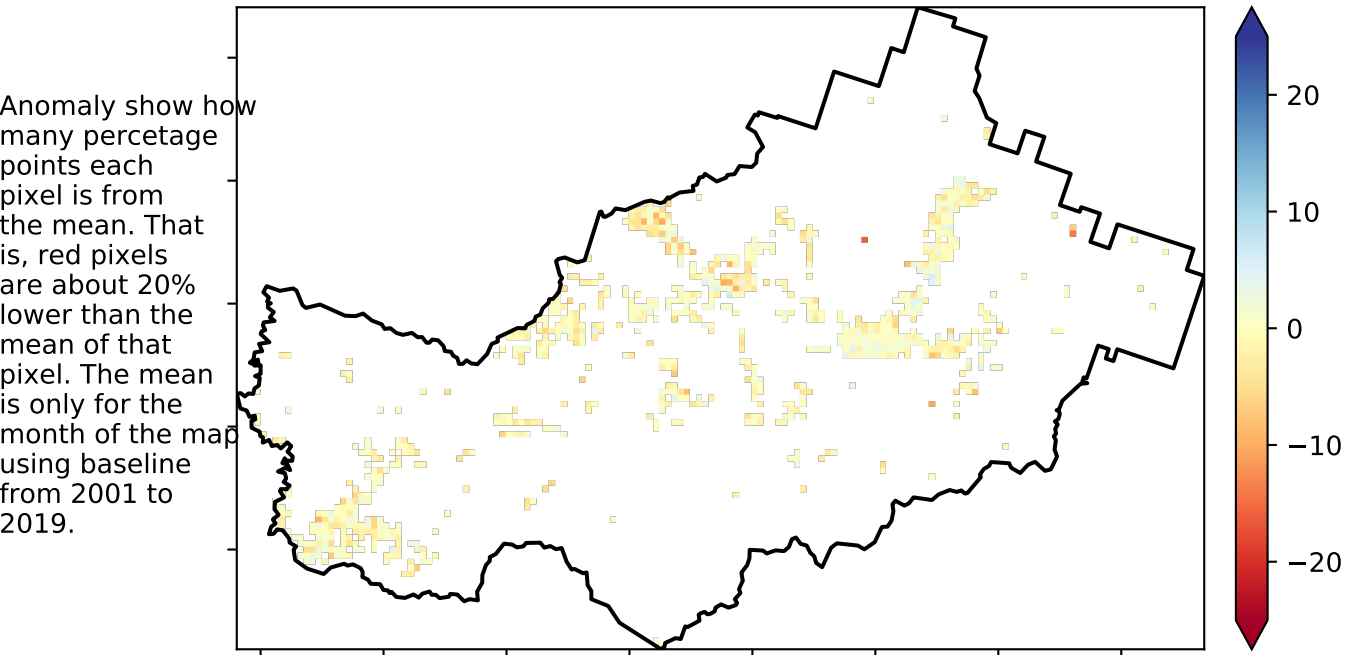 Anomaly show how
many percetage
points each
pixel is from
the mean. That
is, red pixels
are about 20%
lower than the
mean of that
pixel. The mean
is only for the
month of the map
using baseline
from 2001 to
2019.
20
10
0
−10
−20